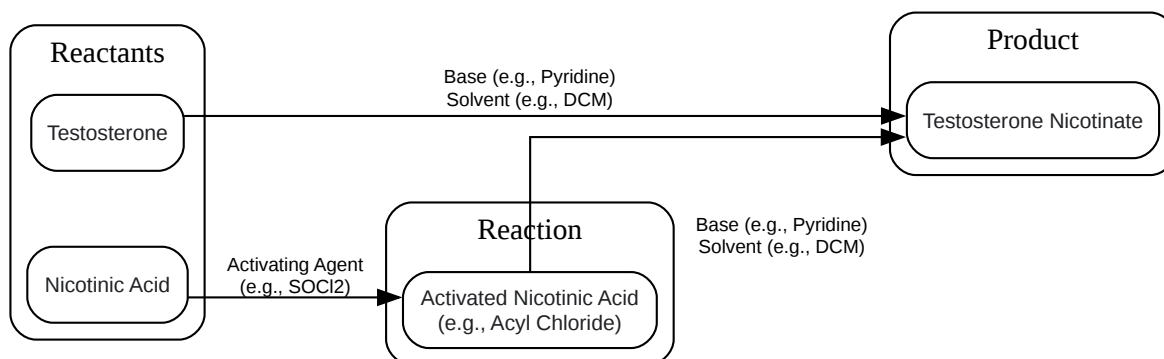 Reactants
Product
Base (e.g., Pyridine)
Solvent (e.g., DCM)
Testosterone
Testosterone Nicotinate
Reaction
Base (e.g., Pyridine)
Solvent (e.g., DCM)
Nicotinic Acid
Activating Agent
(e.g., SOCl2)
Activated Nicotinic Acid
(e.g., Acyl Chloride)